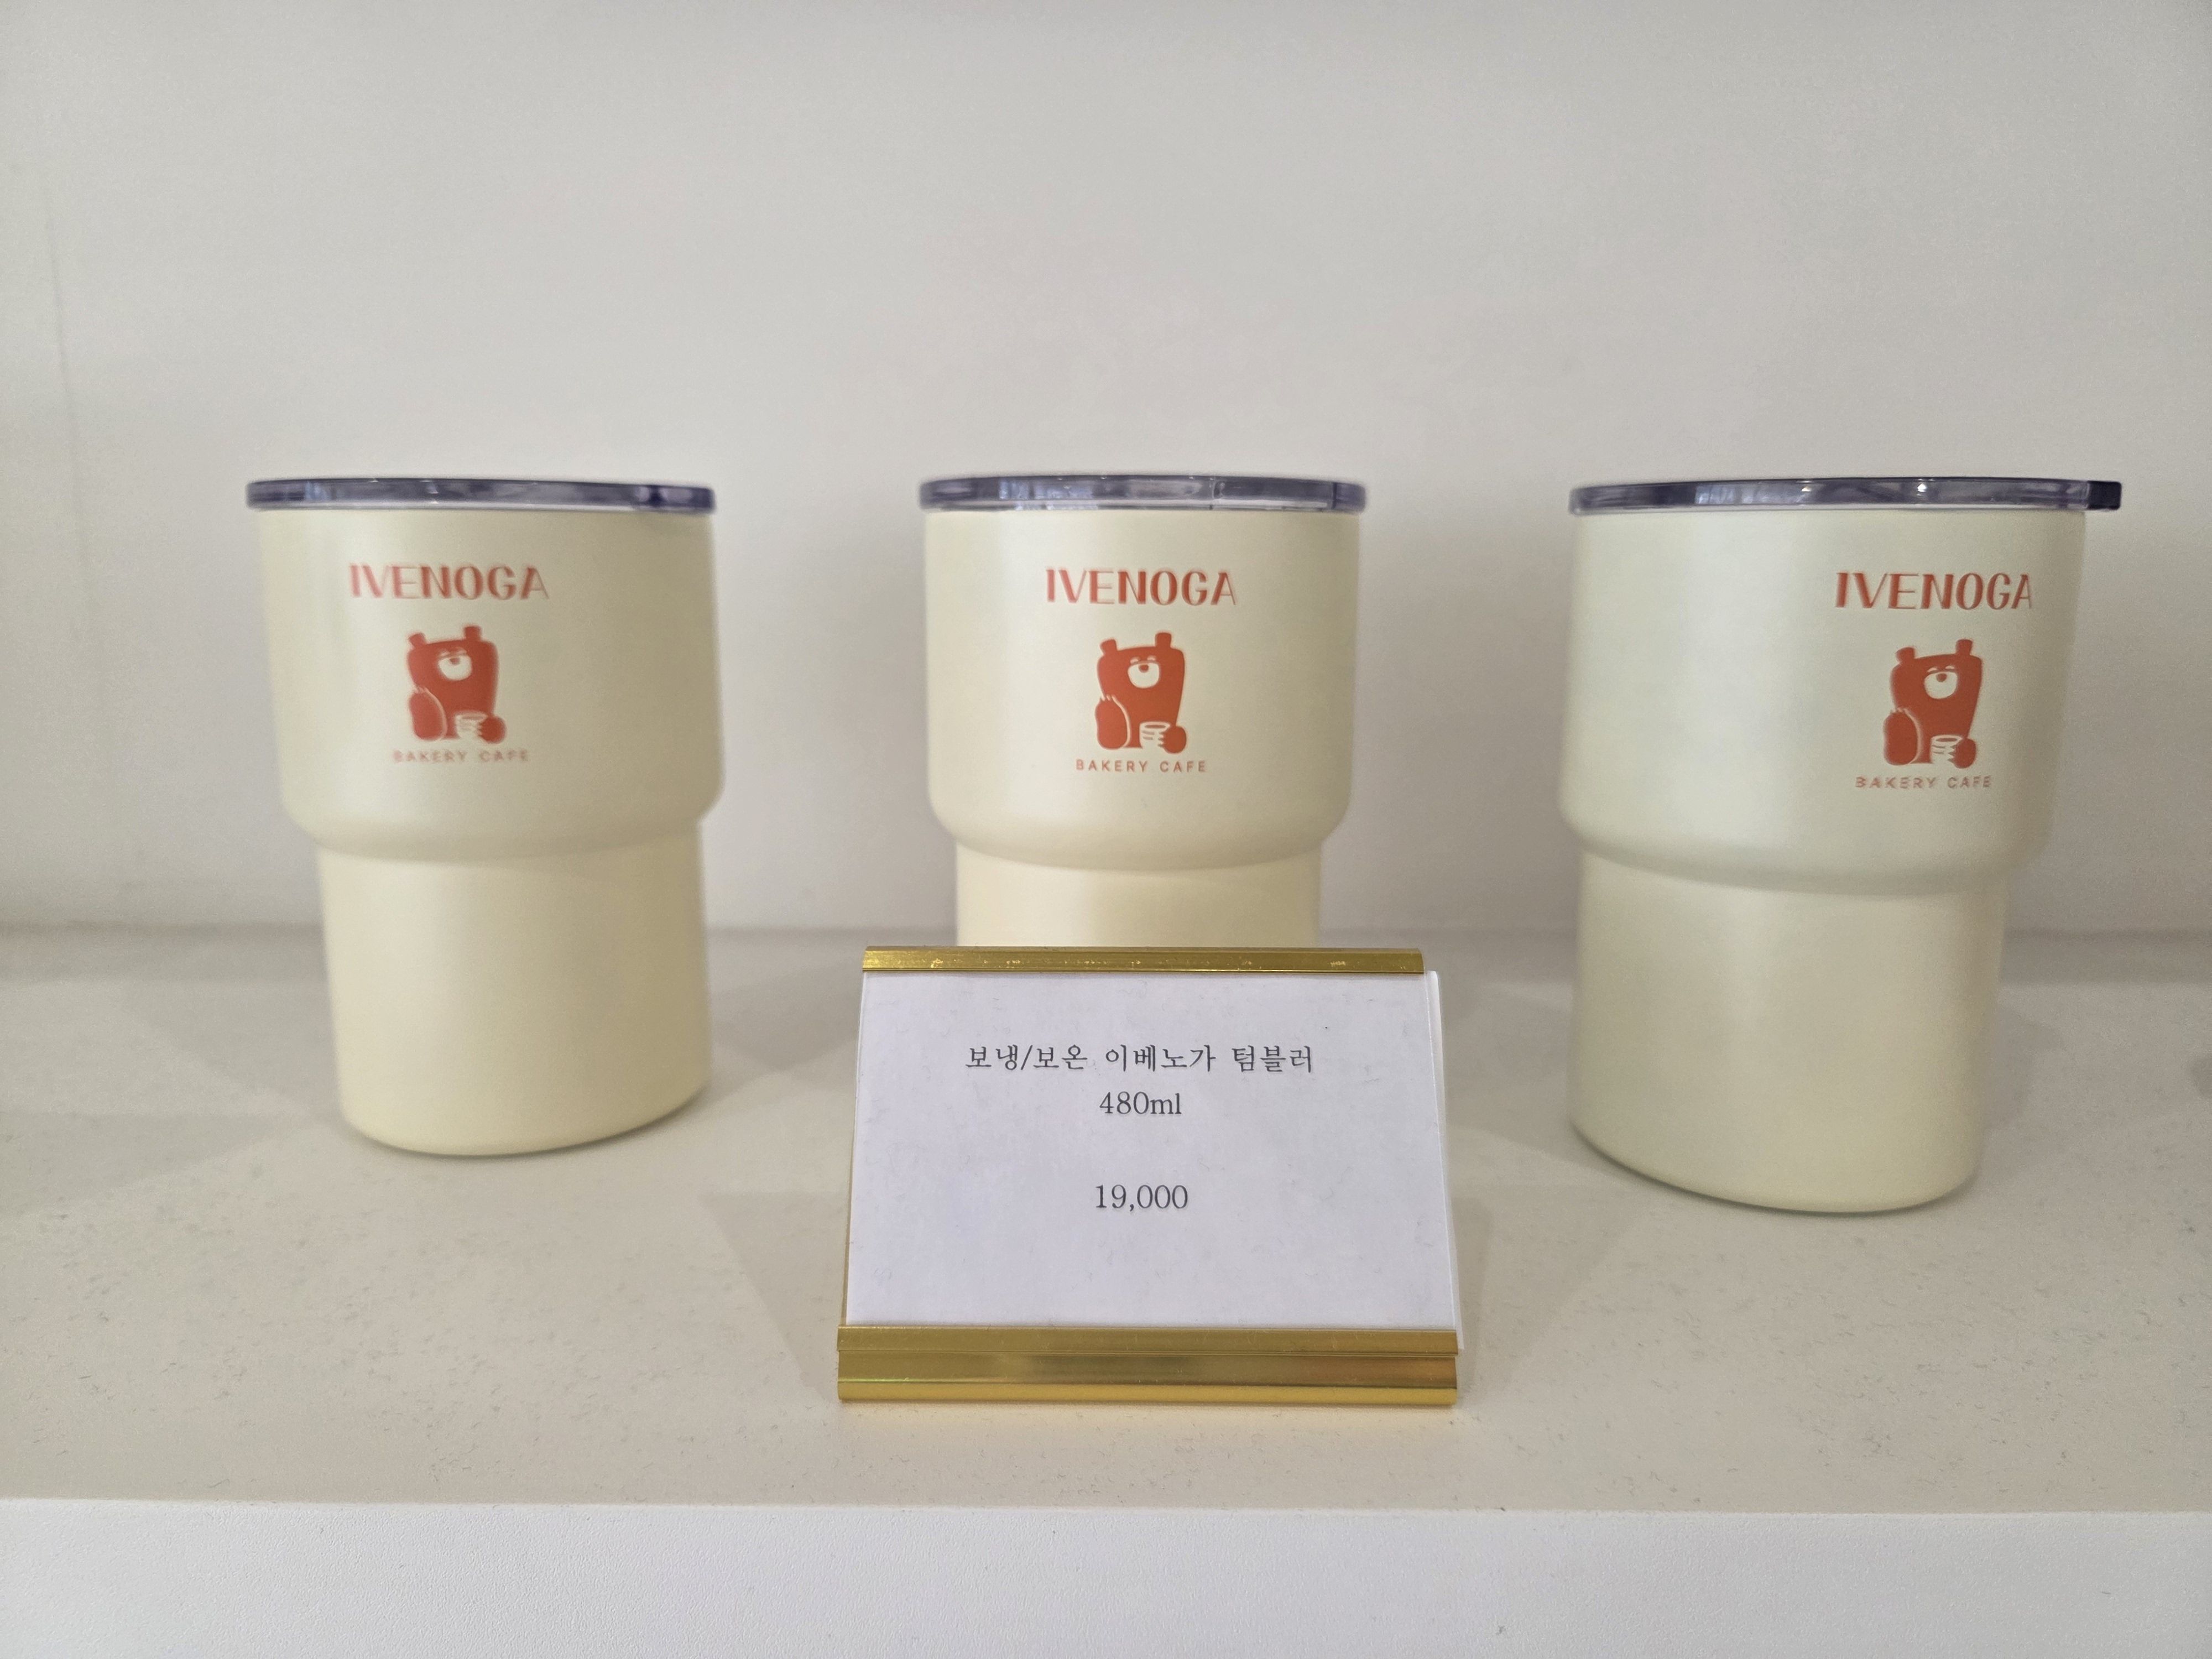 IVENOGA
BAKERY CAFE
IVENOGA
BAKERY CAFE
IVENOGA
BAKERY CAFE
보냉/보온 이베노가 텀블러
480ml
19,000